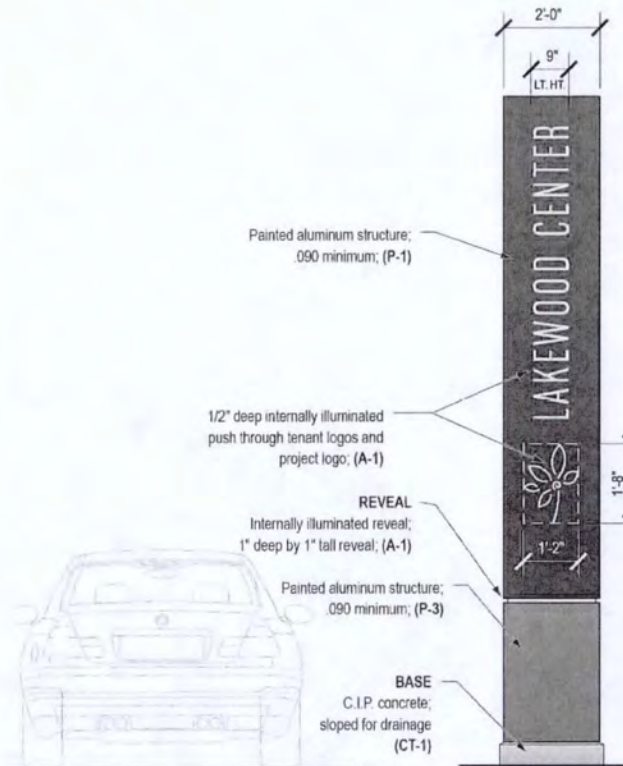 2'-0"
9"
LT. HT.
LAKEWOOD CENTER
Painted aluminum structure;
.090 minimum; (P-1)
1/2" deep internally illuminated
push through tenant logos and
project logo; (A-1)
1'-8"
1'-2"
REVEAL
Internally illuminated reveal;
1" deep by 1" tall reveal; (A-1)
Painted aluminum structure;
.090 minimum; (P-3)
BASE
C.I.P. concrete;
sloped for drainage
(CT-1)